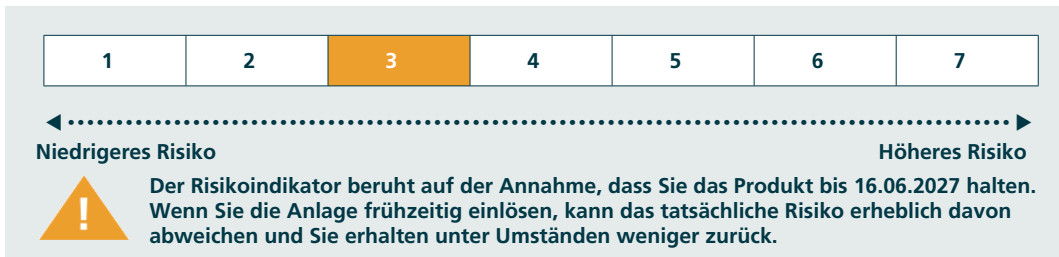 1 2 3 4 5 6 7
Niedrigeres Risiko Höheres Risiko
Der Risikoindikator beruht auf der Annahme, dass Sie das Produkt bis 16.06.2027 halten.
Wenn Sie die Anlage frühzeitig einlösen, kann das tatsächliche Risiko erheblich davon
abweichen und Sie erhalten unter Umständen weniger zurück.
!